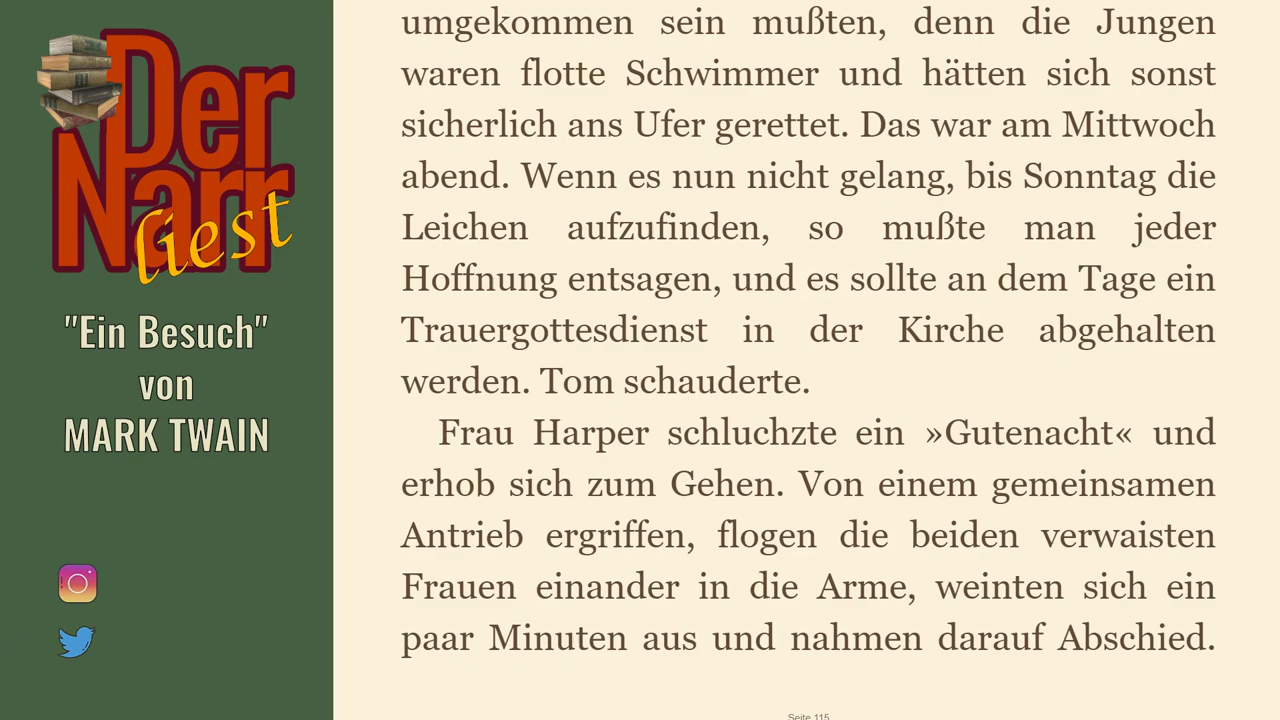 Der
Narr
liest
"Ein Besuch"
von
MARK TWAIN
umgekommen sein mußten, denn die Jungen
waren flotte Schwimmer und hätten sich sonst
sicherlich ans Ufer gerettet. Das war am Mittwoch
abend. Wenn es nun nicht gelang, bis Sonntag die
Leichen aufzufinden, so mußte man jeder
Hoffnung entsagen, und es sollte an dem Tage ein
Trauergottesdienst in der Kirche abgehalten
werden. Tom schauderte.
Frau Harper schluchzte ein »Gutenacht« und
erhob sich zum Gehen. Von einem gemeinsamen
Antrieb ergriffen, flogen die beiden verwaisten
Frauen einander in die Arme, weinten sich ein
paar Minuten aus und nahmen darauf Abschied.
Seite 115